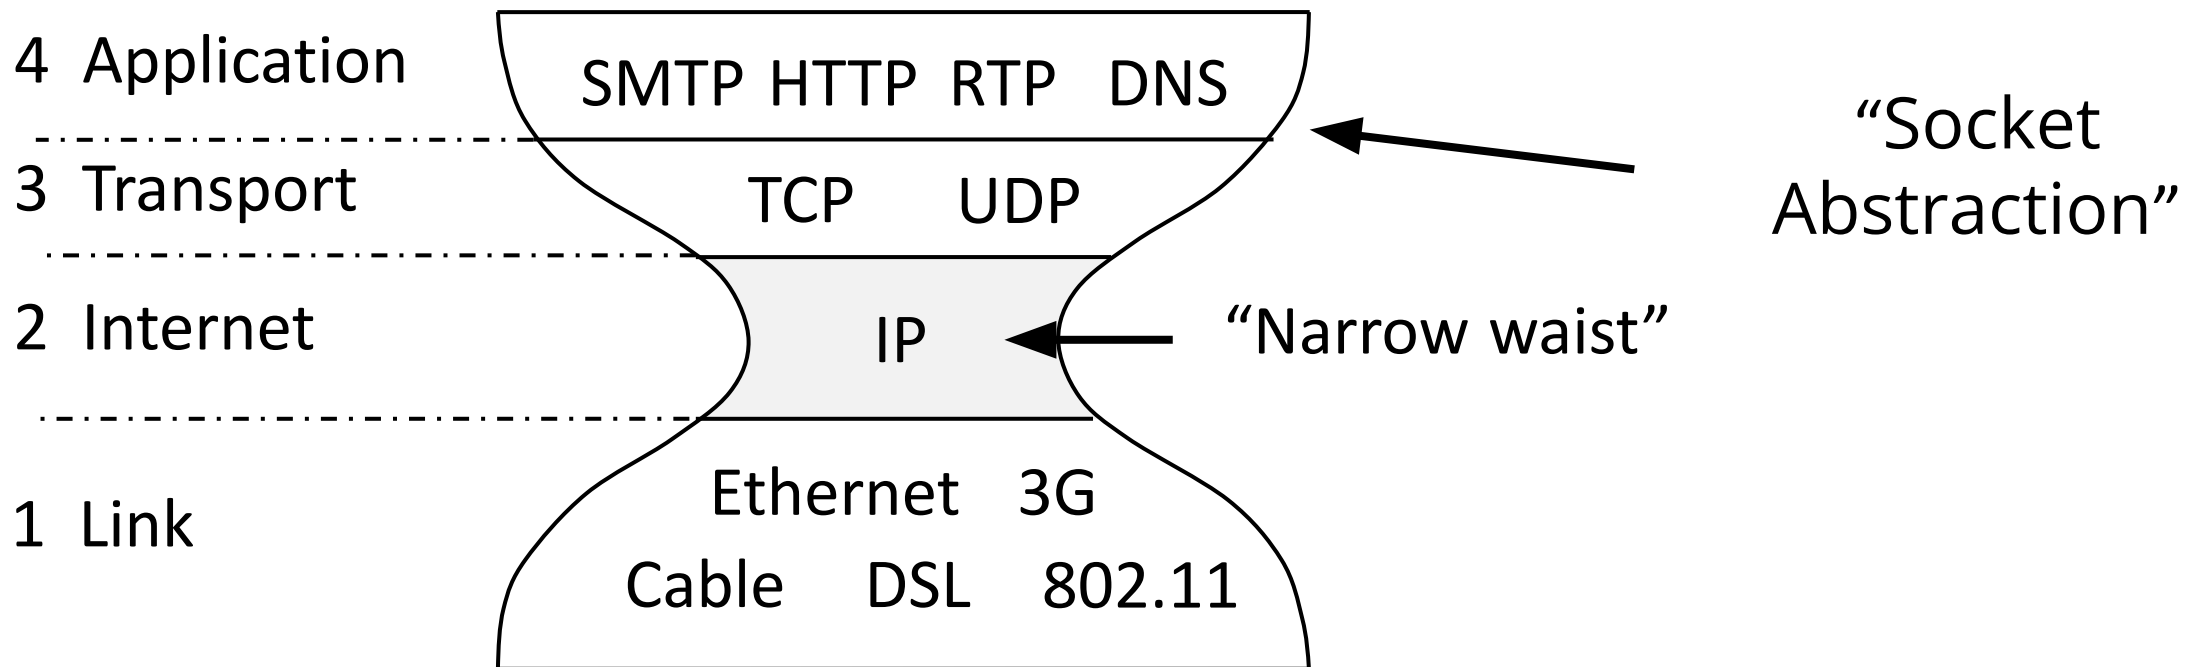 4 Application
SMTP HTTP RTP DNS
“Socket
Abstraction”
3 Transport
TCP UDP
2 Internet
IP
“Narrow waist”
1 Link
Ethernet 3G
Cable DSL 802.11